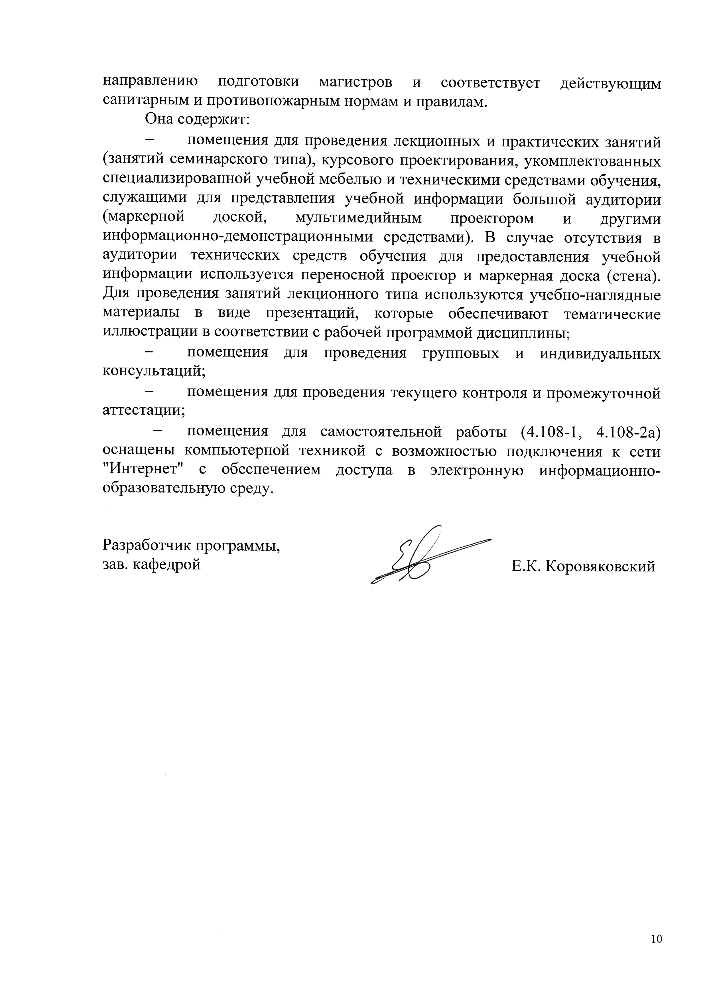 направлению подготовки магистров и соответствует действующим
санитарным и противопожарным нормам и правилам.
Она содержит:
– помещения для проведения лекционных и практических занятий
(занятий семинарского типа), курсового проектирования, укомплектованных
специализированной учебной мебелью и техническими средствами обучения,
служащими для представления учебной информации большой аудитории
(маркерной доской, мультимедийным проектором и другими
информационно-демонстрационными средствами). В случае отсутствия в
аудитории технических средств обучения для предоставления учебной
информации используется переносной проектор и маркерная доска (стена).
Для проведения занятий лекционного типа используются учебно-наглядные
материалы в виде презентаций, которые обеспечивают тематические
иллюстрации в соответствии с рабочей программой дисциплины;
– помещения для проведения групповых и индивидуальных
консультаций;
– помещения для проведения текущего контроля и промежуточной
аттестации;
– помещения для самостоятельной работы (4.108-1, 4.108-2а)
оснащены компьютерной техникой с возможностью подключения к сети
"Интернет" с обеспечением доступа в электронную информационно-
образовательную среду.
Разработчик программы,
зав. кафедрой
Е.К. Коровяковский
10